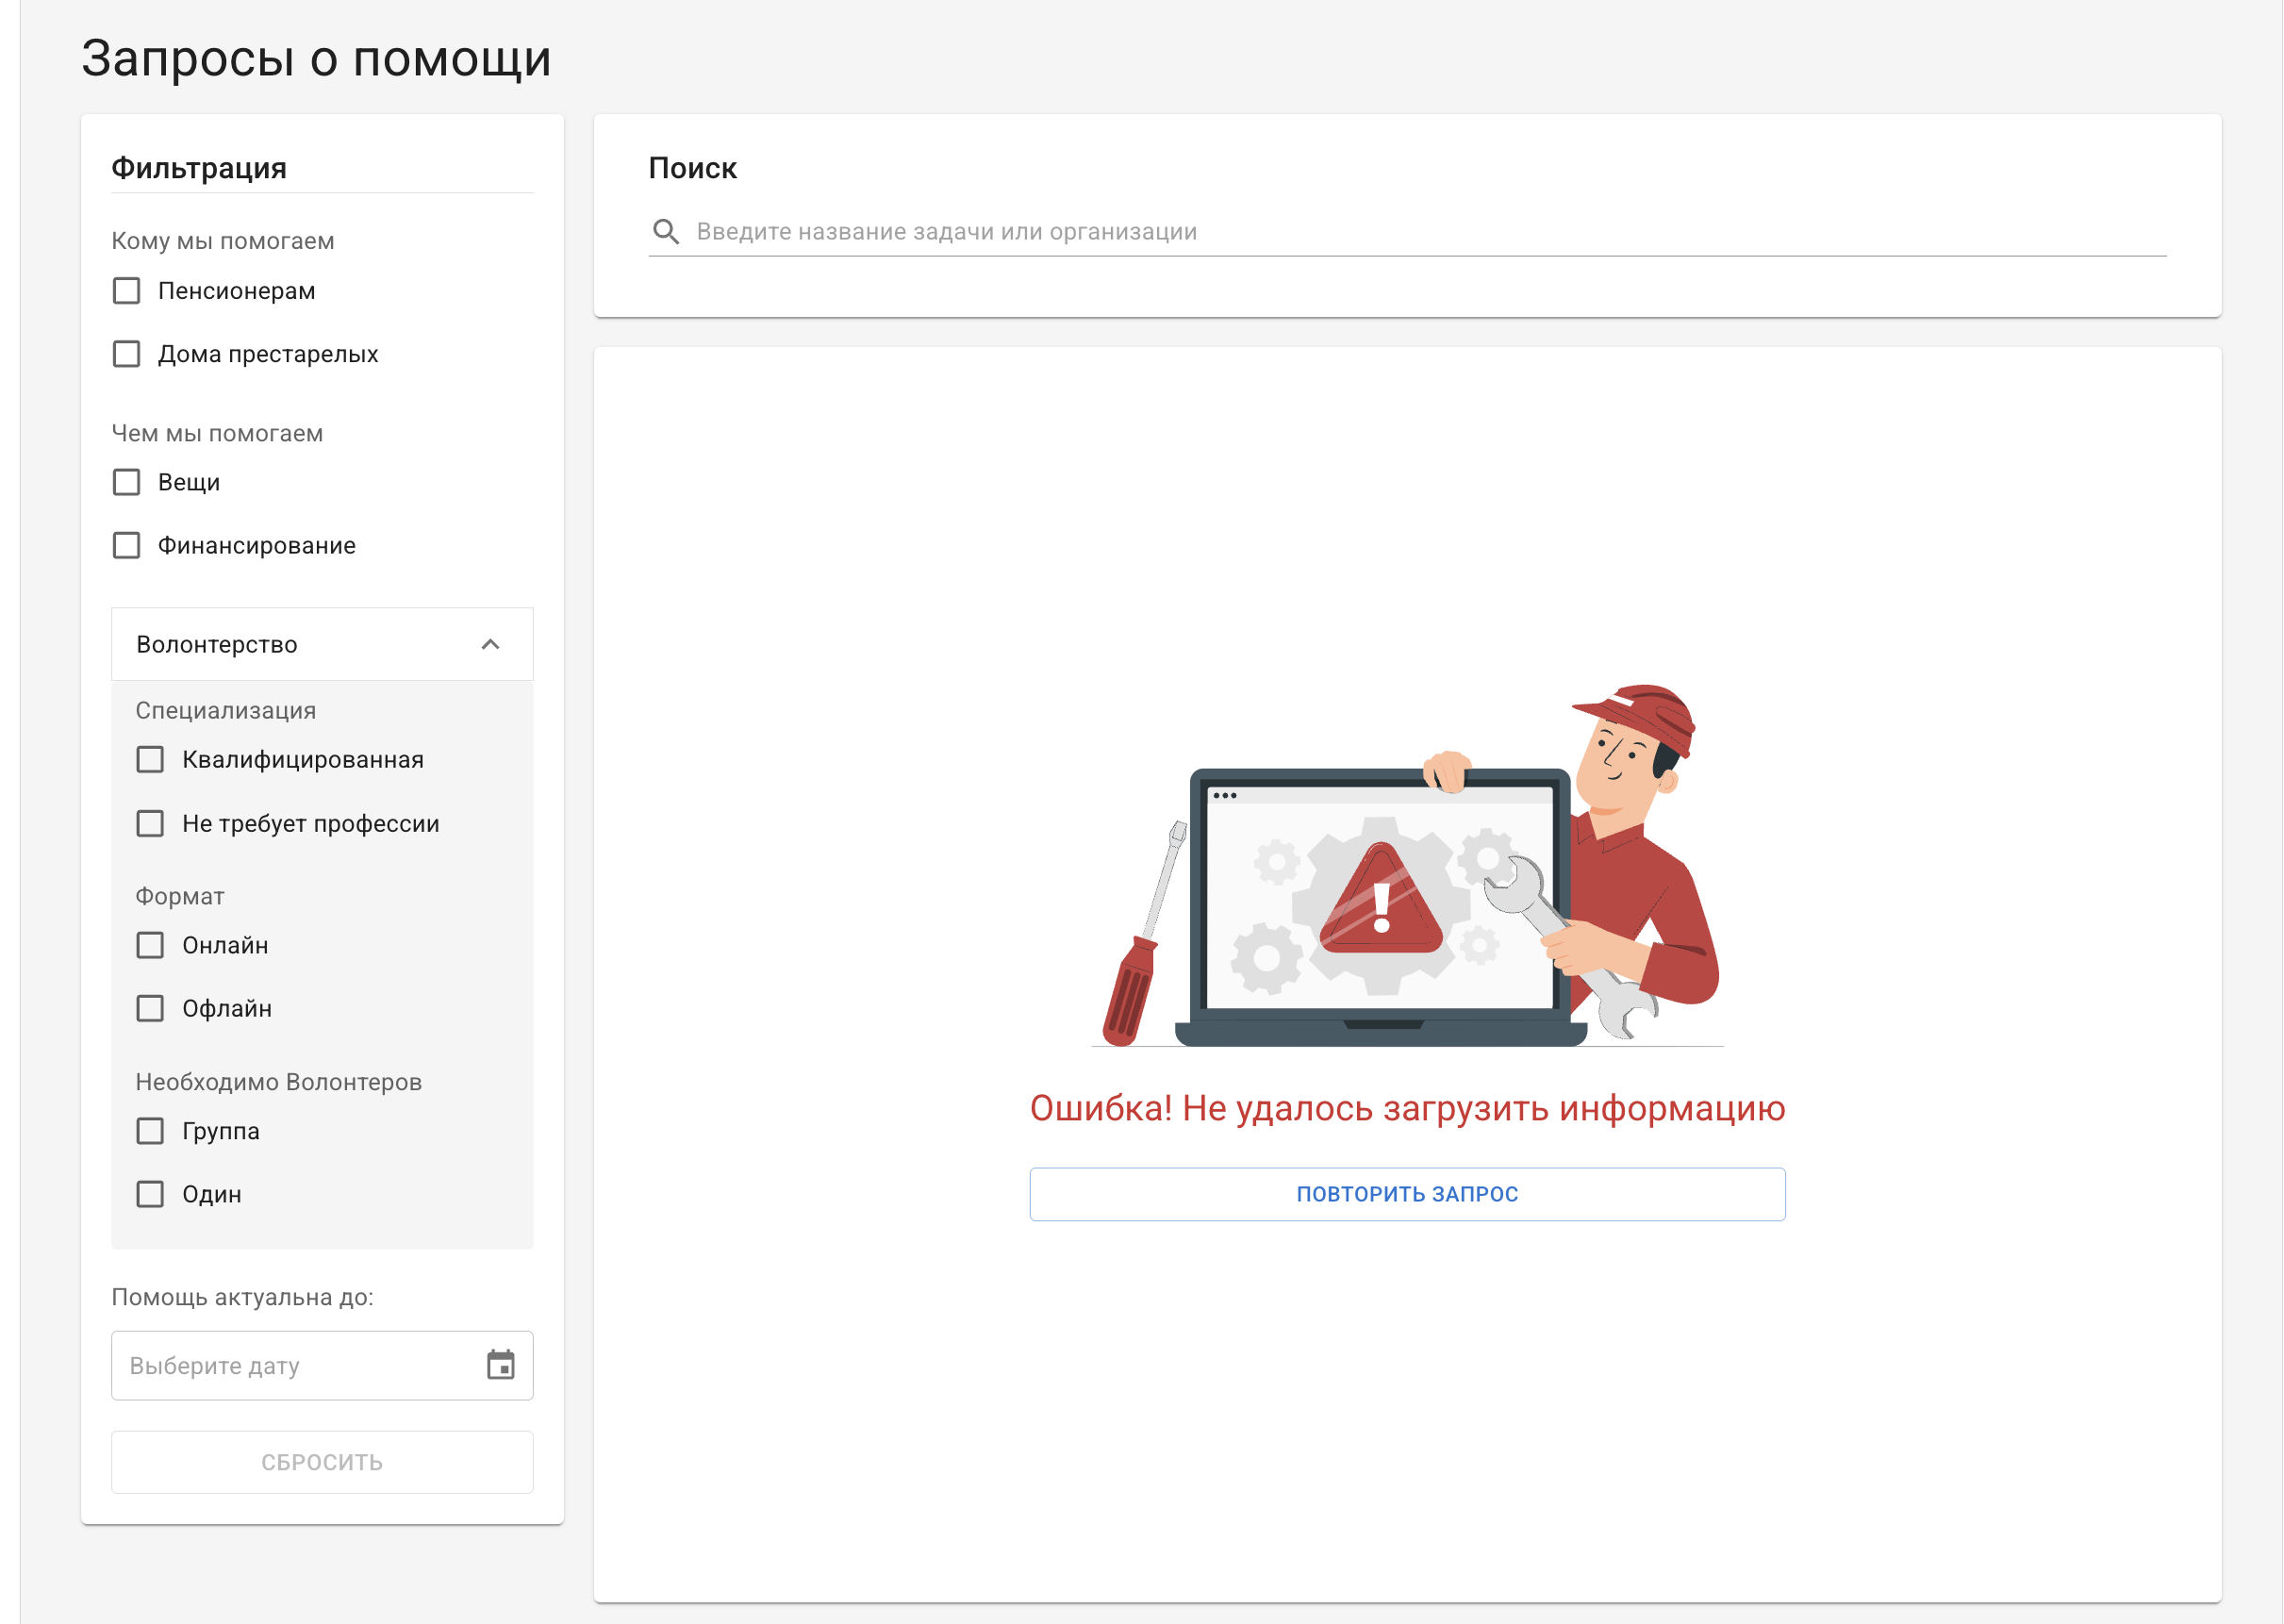 Запросы о помощи
Фильтрация
Кому мы помогаем
Пенсионерам
Дома престарелых
Чем мы помогаем
Вещи
Финансирование
Волонтерство
Специализация
Квалифицированная
Не требует профессии
Формат
Онлайн
Офлайн
Необходимо Волонтеров
Группа
Один
Помощь актуальна до:
Выберите дату
СБРОСИТЬ
Поиск
Введите название задачи или организации
Ошибка! Не удалось загрузить информацию
ПОВТОРИТЬ ЗАПРОС